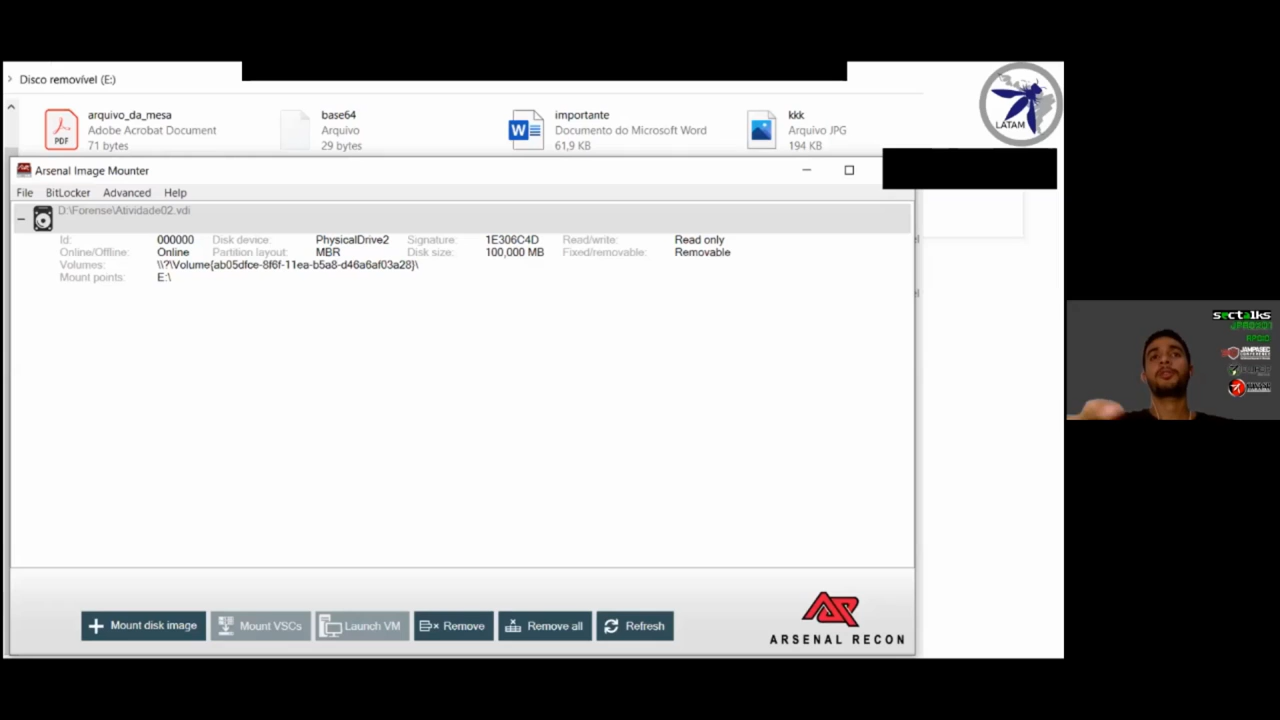 Disco removível (E:)
arquivo_da_mesa
Adobe Acrobat Document
71 bytes
PDF
base64
Arquivo
29 bytes
importante
Documento do Microsoft Word
61,9 KB
kkk
Arquivo JPG
194 KB
LATAM
Arsenal Image Mounter
File BitLocker Advanced Help
D:\Forense\Atividade02.vdi
Id: 000000 Disk device: PhysicalDrive2 Signature: 1E306C4D Read/write: Read only
Online/Offline: Online Partition layout: MBR Disk size: 100,000 MB Fixed/removable: Removable
Volumes: \\?\Volume{ab05dfce-8f6f-11ea-b5a8-d46a6af03a28}\
Mount points: E:\
Mount disk image Mount VSCs Launch VM Remove Remove all Refresh
ARSENAL RECON
sectalks